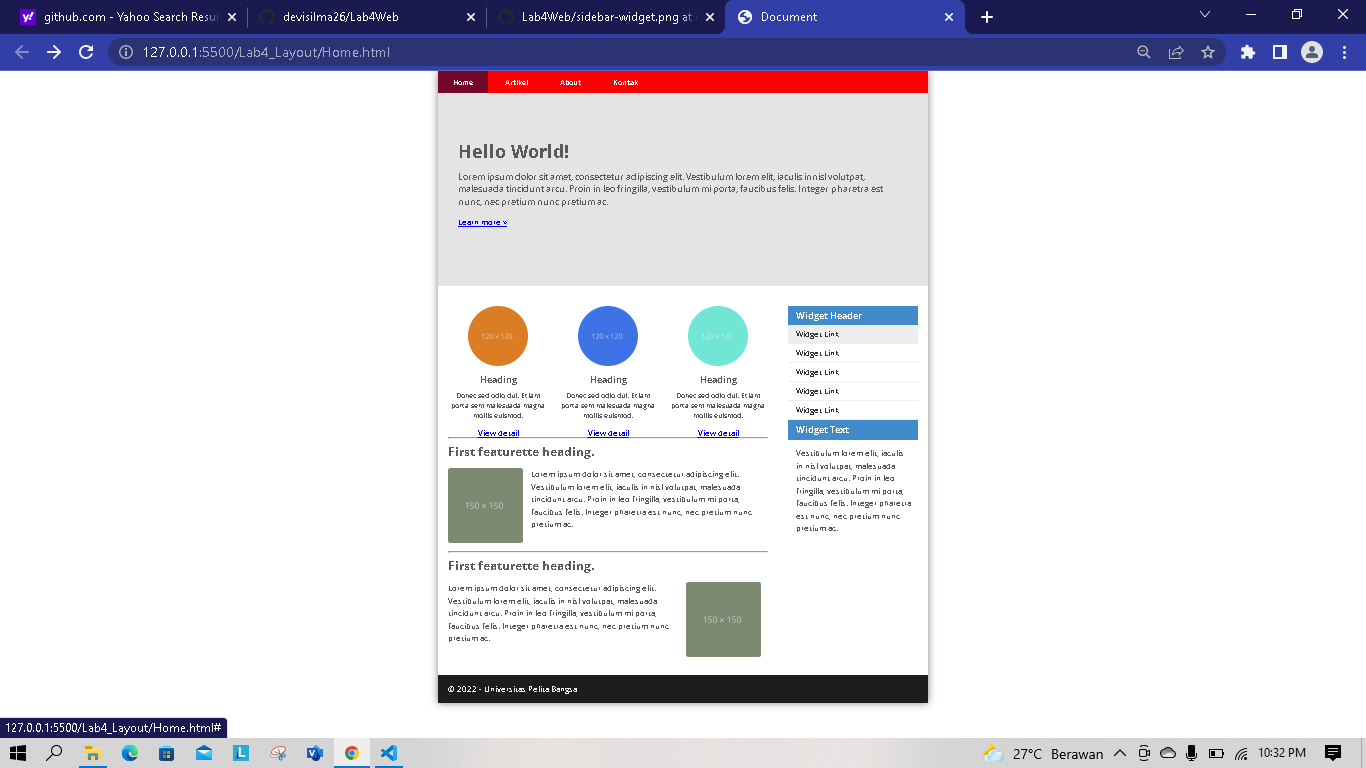 github.com - Yahoo Search Resul
devisilma26/Lab4Web
Lab4Web/sidebar-widget.png at
Document
127.0.0.1:5500/Lab4_Layout/Home.html
Home
Artikel
About
Kontak
Hello World!
Lorem ipsum dolor sit amet, consectetur adipiscing elit. Vestibulum lorem elit, iaculis in nisl volutpat,
malesuada tincidunt arcu. Proin in leo fringilla, vestibulum mi porta, faucibus felis. Integer pharetra est
nunc, nec pretium nunc pretium ac.
Learn more »
120 × 120
120 × 120
120 × 120
Heading
Heading
Heading
Donec sed odio dui. Etiam
porta sem malesuada magna
mollis euismod.
Donec sed odio dui. Etiam
porta sem malesuada magna
mollis euismod.
Donec sed odio dui. Etiam
porta sem malesuada magna
mollis euismod.
View detail
View detail
View detail
First featurette heading.
150 × 150
Lorem ipsum dolor sit amet, consectetur adipiscing elit.
Vestibulum lorem elit, iaculis in nisl volutpat, malesuada
tincidunt arcu. Proin in leo fringilla, vestibulum mi porta,
faucibus felis. Integer pharetra est nunc, nec pretium nunc
pretium ac.
First featurette heading.
Lorem ipsum dolor sit amet, consectetur adipiscing elit.
Vestibulum lorem elit, iaculis in nisl volutpat, malesuada
tincidunt arcu. Proin in leo fringilla, vestibulum mi porta,
faucibus felis. Integer pharetra est nunc, nec pretium nunc
pretium ac.
150 × 150
Widget Header
Widget Link
Widget Link
Widget Link
Widget Link
Widget Link
Widget Text
Vestibulum lorem elit, iaculis
in nisl volutpat, malesuada
tincidunt arcu. Proin in leo
fringilla, vestibulum mi porta,
faucibus felis. Integer pharetra
est nunc, nec pretium nunc
pretium ac.
© 2022 - Universitas Pelita Bangsa
127.0.0.1:5500/Lab4_Layout/Home.html#
27°C Berawan
10:32 PM